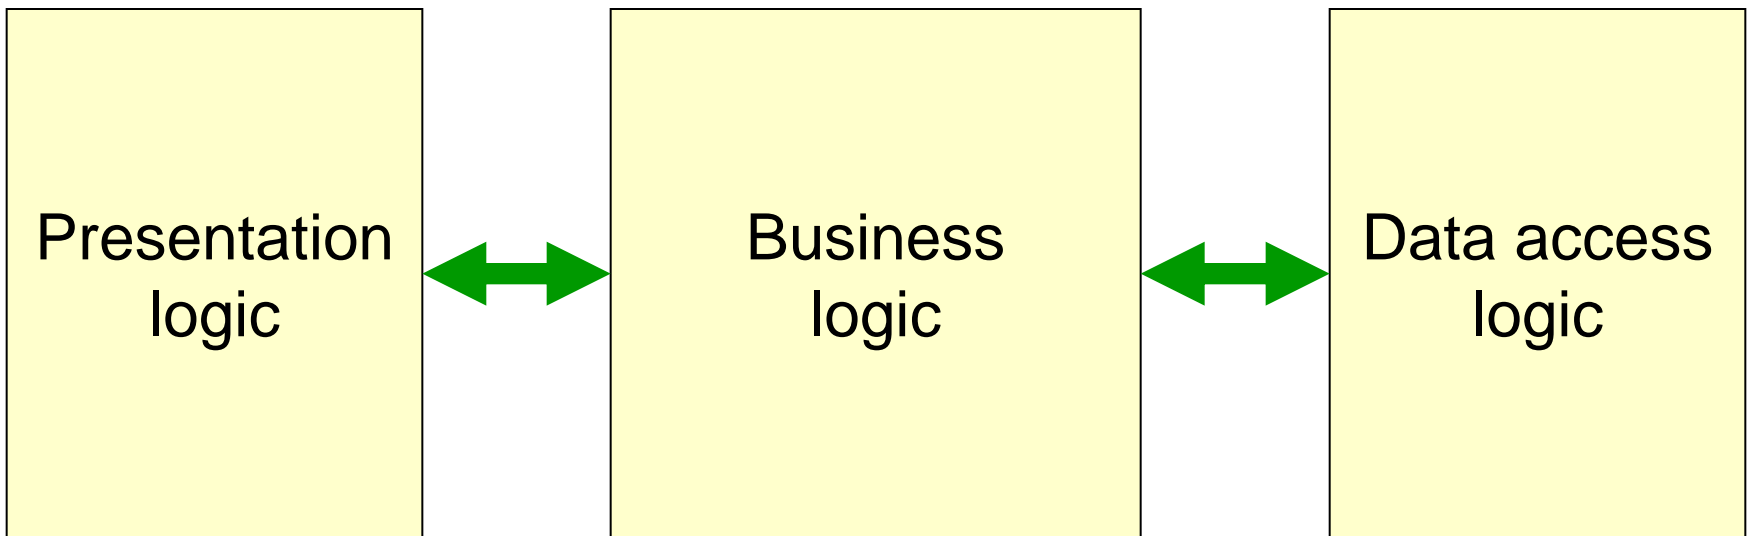 Presentation
logic
Business
logic
Data access
logic